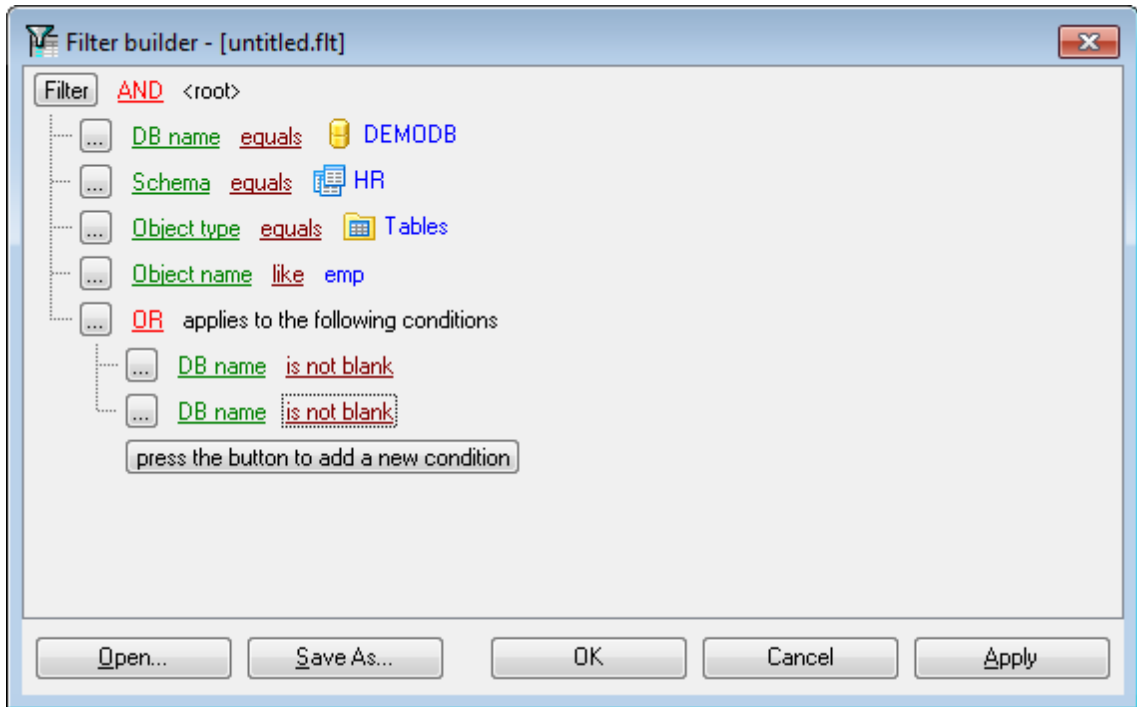 Filter builder - [untitled.flt]
Filter AND <root>
... DB name equals DEMODB
... Schema equals HR
... Object type equals Tables
... Object name like emp
... OR applies to the following conditions
... DB name is not blank
... DB name is not blank
press the button to add a new condition
Open... Save As... OK Cancel Apply